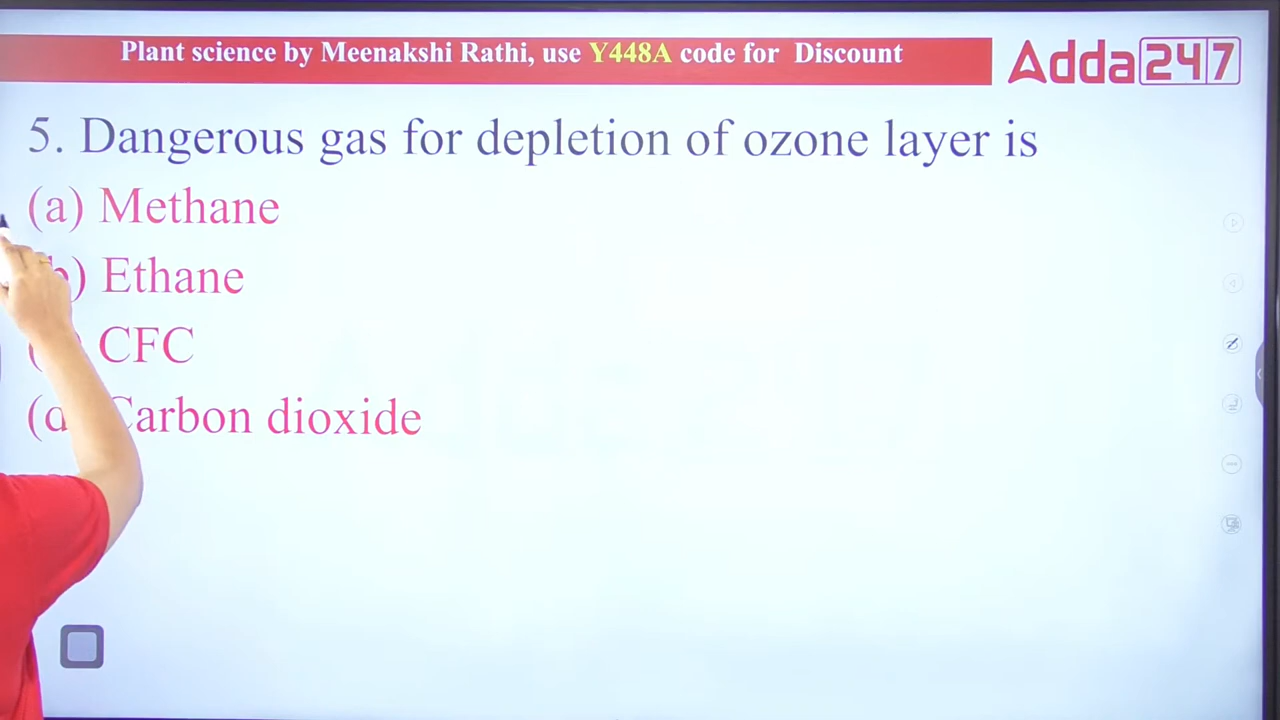 Plant science by Meenakshi Rathi, use Y448A code for Discount
Adda247
5. Dangerous gas for depletion of ozone layer is
(a) Methane
b) Ethane
CFC
(d Carbon dioxide